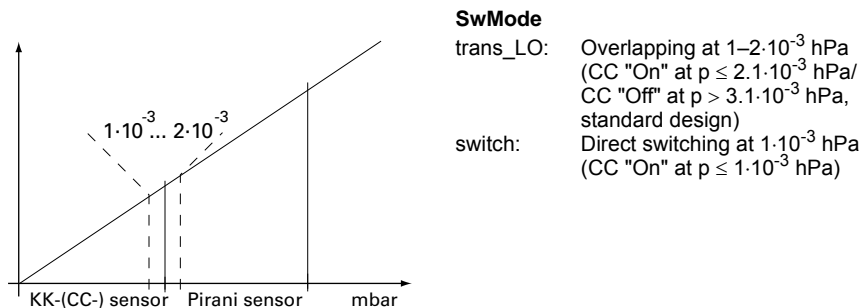 1·10⁻³ ... 2·10⁻³
KK-(CC-) sensor Pirani sensor mbar
SwMode
trans_LO: Overlapping at 1–2·10⁻³ hPa
(CC "On" at p ≤ 2.1·10⁻³ hPa/
CC "Off" at p > 3.1·10⁻³ hPa,
standard design)
switch: Direct switching at 1·10⁻³ hPa
(CC "On" at p ≤ 1·10⁻³ hPa)